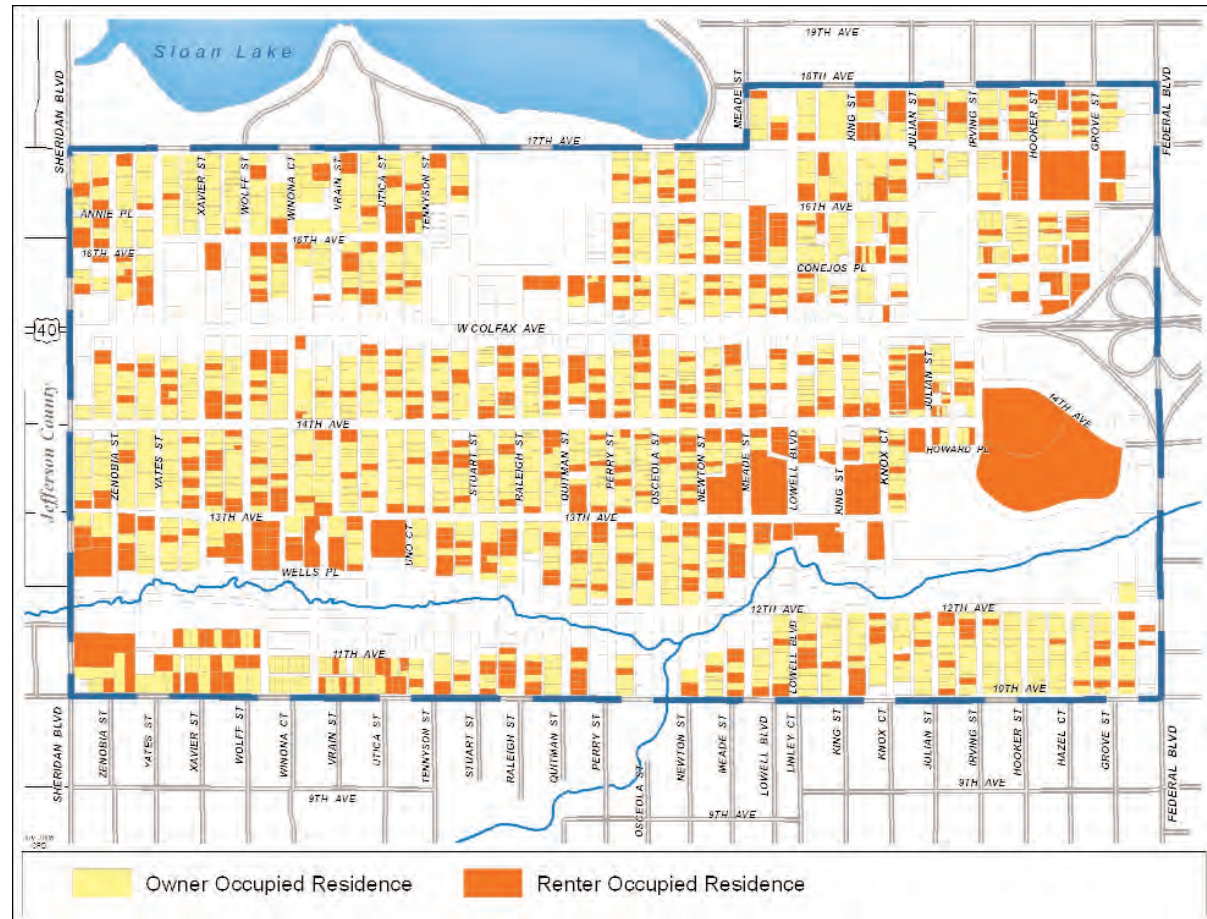 19TH AVE
Sloan Lake
18TH AVE
SHERIDAN BLVD
MEADE ST
KING ST
JULIAN ST
IRVING ST
HOOKER ST
GROVE ST
FEDERAL BLVD
17TH AVE
XAVIER ST
WOLFF ST
WINONA CT
VRAIN ST
UTICA ST
TENNYSON ST
ANNIE PL
16TH AVE
16TH AVE
16TH AVE
CONEJOS PL
40
W COLFAX AVE
JULIAN ST
14TH AVE
Jefferson County
14TH AVE
HOWARD PL
ZENOBIA ST
YATES ST
STUART ST
RALEIGH ST
QUITMAN ST
PERRY ST
OSCEOLA ST
NEWTON ST
MEADE ST
LOWELL BLVD
KING ST
KNOX CT
13TH AVE
13TH AVE
UNO CT
WELLS PL
12TH AVE
12TH AVE
11TH AVE
LOWELL BLVD
10TH AVE
SHERIDAN BLVD
ZENOBIA ST
YATES ST
XAVIER ST
WOLFF ST
WINONA CT
VRAIN ST
UTICA ST
TENNYSON ST
STUART ST
RALEIGH ST
QUITMAN ST
PERRY ST
OSCEOLA ST
NEWTON ST
MEADE ST
LOWELL BLVD
LINLEY CT
KING ST
KNOX CT
JULIAN ST
IRVING ST
HOOKER ST
HAZEL CT
GROVE ST
FEDERAL BLVD
9TH AVE
9TH AVE
9TH AVE
Owner Occupied Residence
Renter Occupied Residence